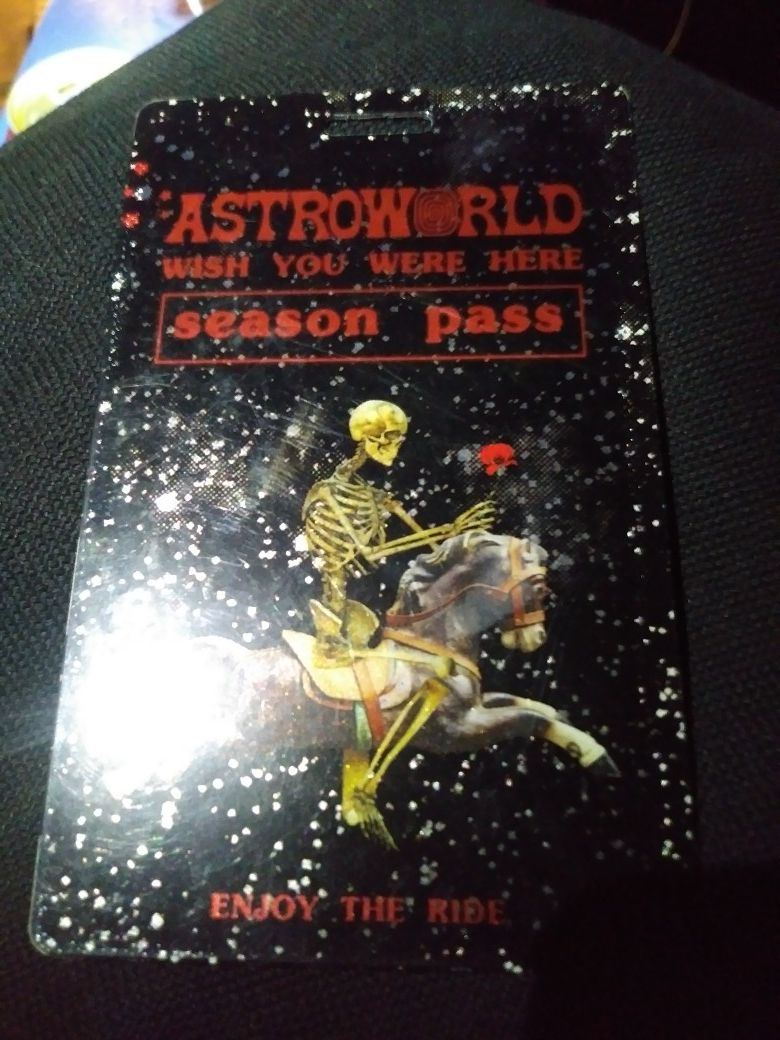 ASTROWORLD
WISH YOU WERE HERE
season pass
ENJOY THE RIDE